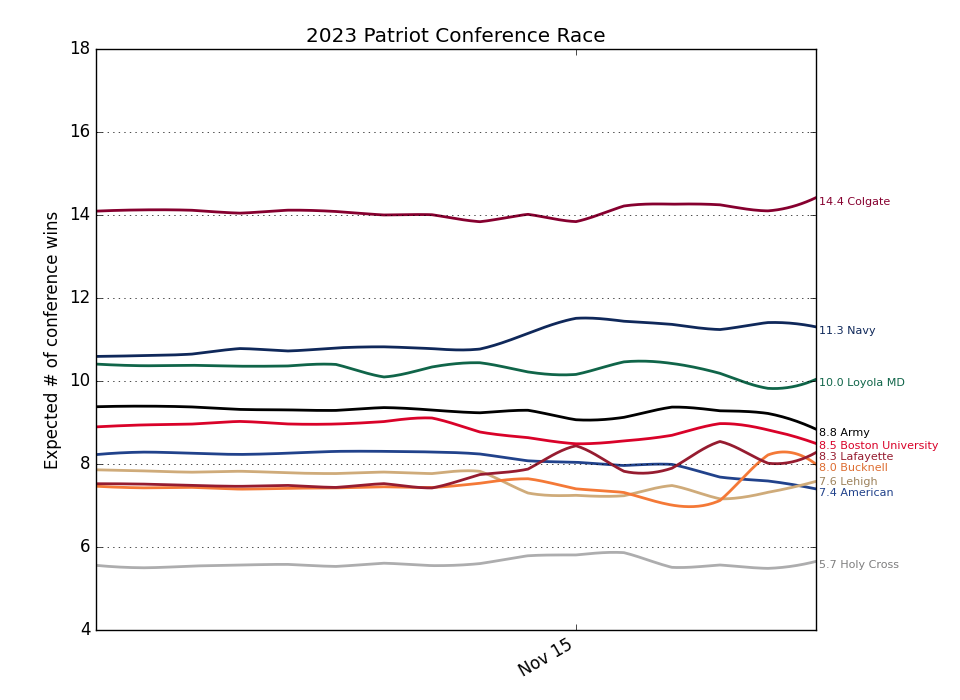 2023 Patriot Conference Race
Expected # of conference wins
18
16
14
12
10
8
6
4
14.4 Colgate
11.3 Navy
10.0 Loyola MD
8.8 Army
8.5 Boston University
8.3 Lafayette
8.0 Bucknell
7.6 Lehigh
7.4 American
5.7 Holy Cross
Nov 15